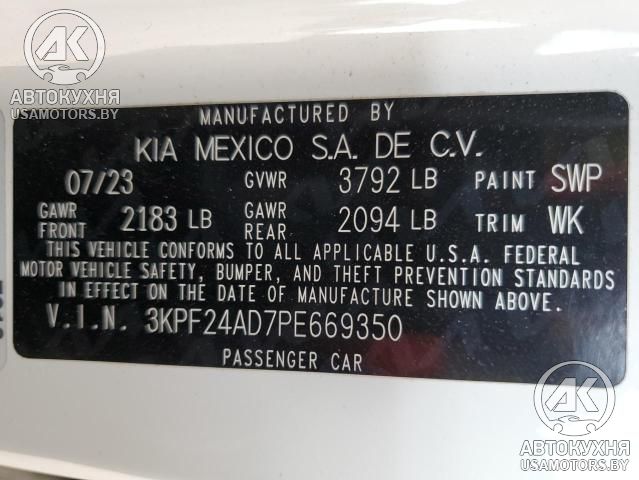 АВТОКУХНЯ
USAMOTORS.BY
MANUFACTURED BY
KIA MEXICO S.A. DE C.V.
07/23 GVWR 3792 LB PAINT SWP
GAWR FRONT 2183 LB GAWR REAR 2094 LB TRIM WK
THIS VEHICLE CONFORMS TO ALL APPLICABLE U.S.A. FEDERAL
MOTOR VEHICLE SAFETY, BUMPER, AND THEFT PREVENTION STANDARDS
IN EFFECT ON THE DATE OF MANUFACTURE SHOWN ABOVE.
V.I.N. 3KPF24AD7PE669350
PASSENGER CAR
АВТОКУХНЯ
USAMOTORS.BY